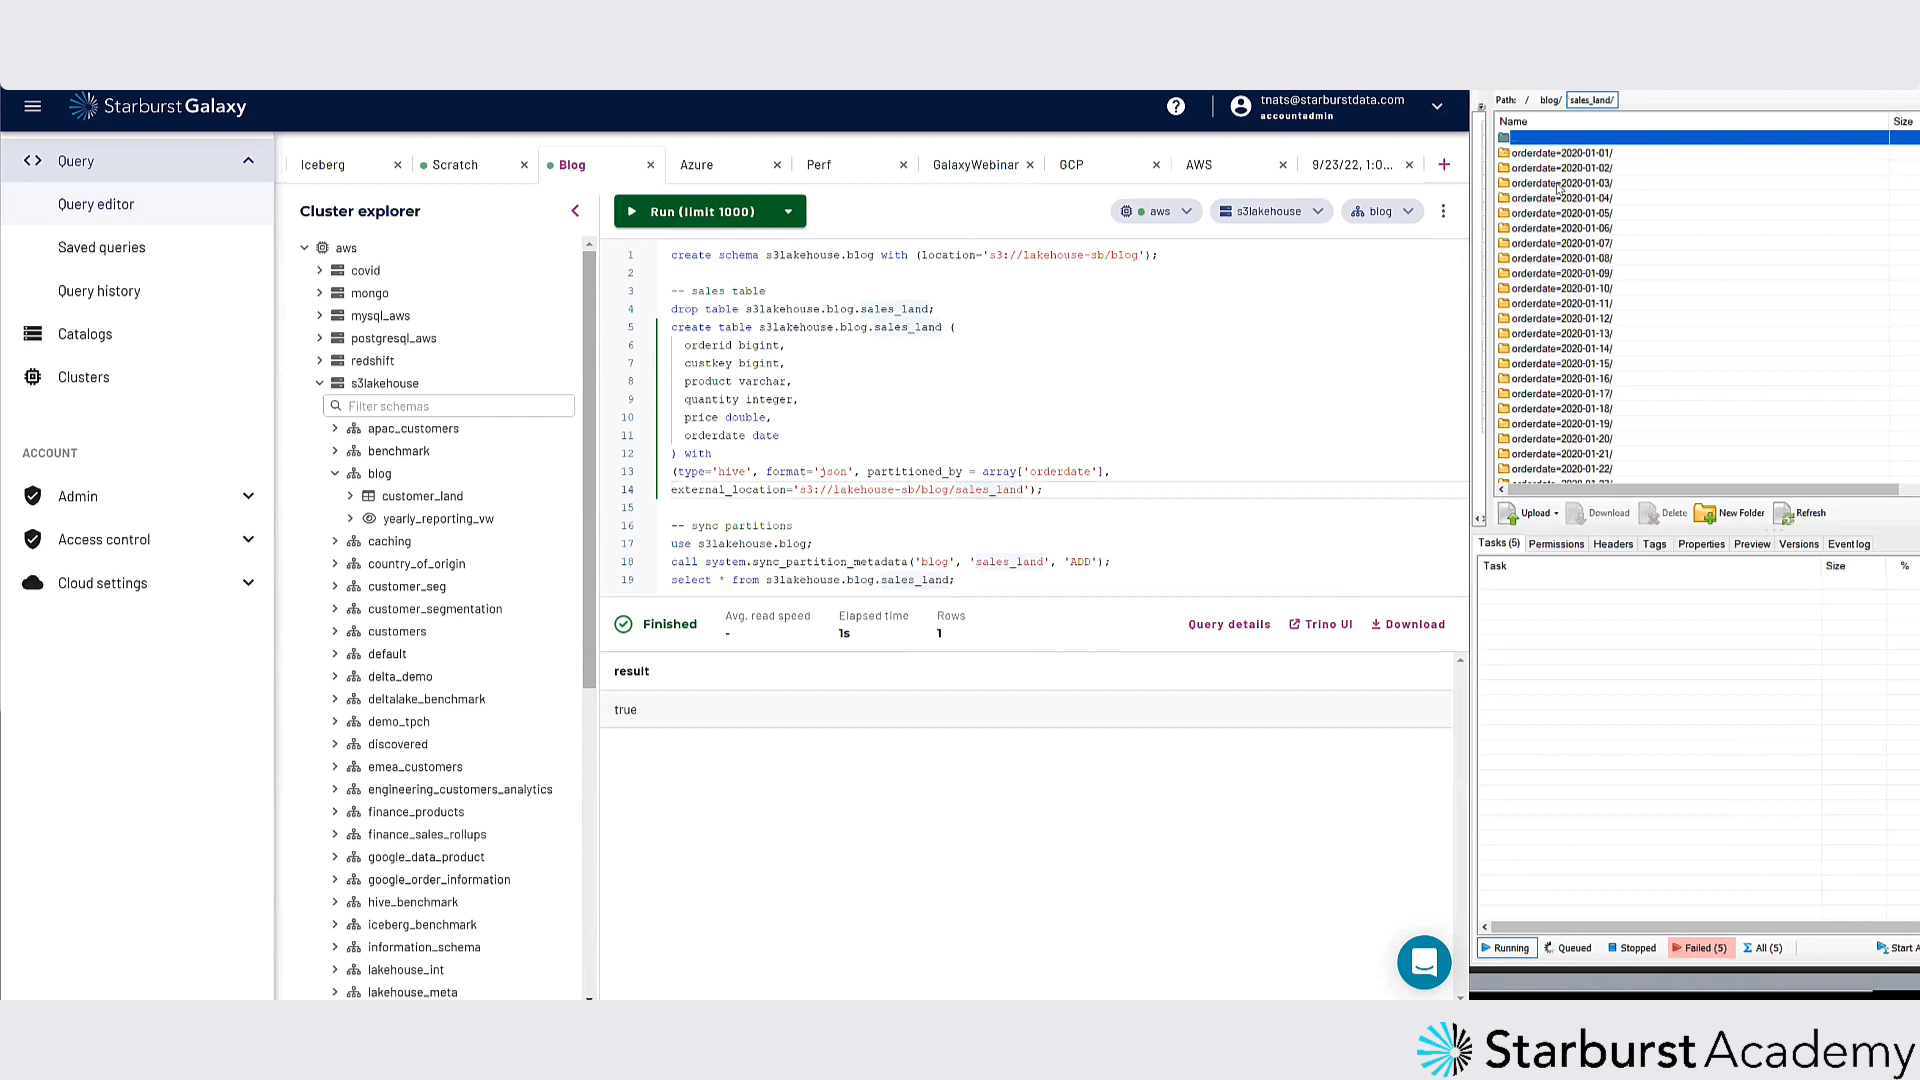 Starburst Galaxy
tnats@starburstdata.com
accountadmin
Query
Query editor
Saved queries
Query history
Catalogs
Clusters
ACCOUNT
Admin
Access control
Cloud settings
Iceberg
Scratch
Blog
Azure
Perf
GalaxyWebinar
GCP
AWS
9/23/22, 1:0...
Cluster explorer
aws
covid
mongo
mysql_aws
postgresql_aws
redshift
s3lakehouse
Filter schemas
apac_customers
benchmark
blog
customer_land
yearly_reporting_vw
caching
country_of_origin
customer_seg
customer_segmentation
customers
default
delta_demo
deltalake_benchmark
demo_tpch
discovered
emea_customers
engineering_customers_analytics
finance_products
finance_sales_rollups
google_data_product
google_order_information
hive_benchmark
iceberg_benchmark
information_schema
lakehouse_int
lakehouse_meta
Run (limit 1000)
aws
s3lakehouse
blog
1 create schema s3lakehouse.blog with (location='s3://lakehouse-sb/blog');
2
3 -- sales table
4 drop table s3lakehouse.blog.sales_land;
5 create table s3lakehouse.blog.sales_land (
6 orderid bigint,
7 custkey bigint,
8 product varchar,
9 quantity integer,
10 price double,
11 orderdate date
12 ) with
13 (type='hive', format='json', partitioned_by = array['orderdate'],
14 external_location='s3://lakehouse-sb/blog/sales_land');
15
16 -- sync partitions
17 use s3lakehouse.blog;
18 call system.sync_partition_metadata('blog', 'sales_land', 'ADD');
19 select * from s3lakehouse.blog.sales_land;
Finished
Avg. read speed
-
Elapsed time
1s
Rows
1
Query details
Trino UI
Download
result
true
Path: / blog/ sales_land/
Name Size
..
orderdate=2020-01-01/
orderdate=2020-01-02/
orderdate=2020-01-03/
orderdate=2020-01-04/
orderdate=2020-01-05/
orderdate=2020-01-06/
orderdate=2020-01-07/
orderdate=2020-01-08/
orderdate=2020-01-09/
orderdate=2020-01-10/
orderdate=2020-01-11/
orderdate=2020-01-12/
orderdate=2020-01-13/
orderdate=2020-01-14/
orderdate=2020-01-15/
orderdate=2020-01-16/
orderdate=2020-01-17/
orderdate=2020-01-18/
orderdate=2020-01-19/
orderdate=2020-01-20/
orderdate=2020-01-21/
orderdate=2020-01-22/
Upload Download Delete New Folder Refresh
Tasks (5) Permissions Headers Tags Properties Preview Versions Eventlog
Task Size %
Running Queued Stopped Failed (5) All (5) Start A
Starburst Academy